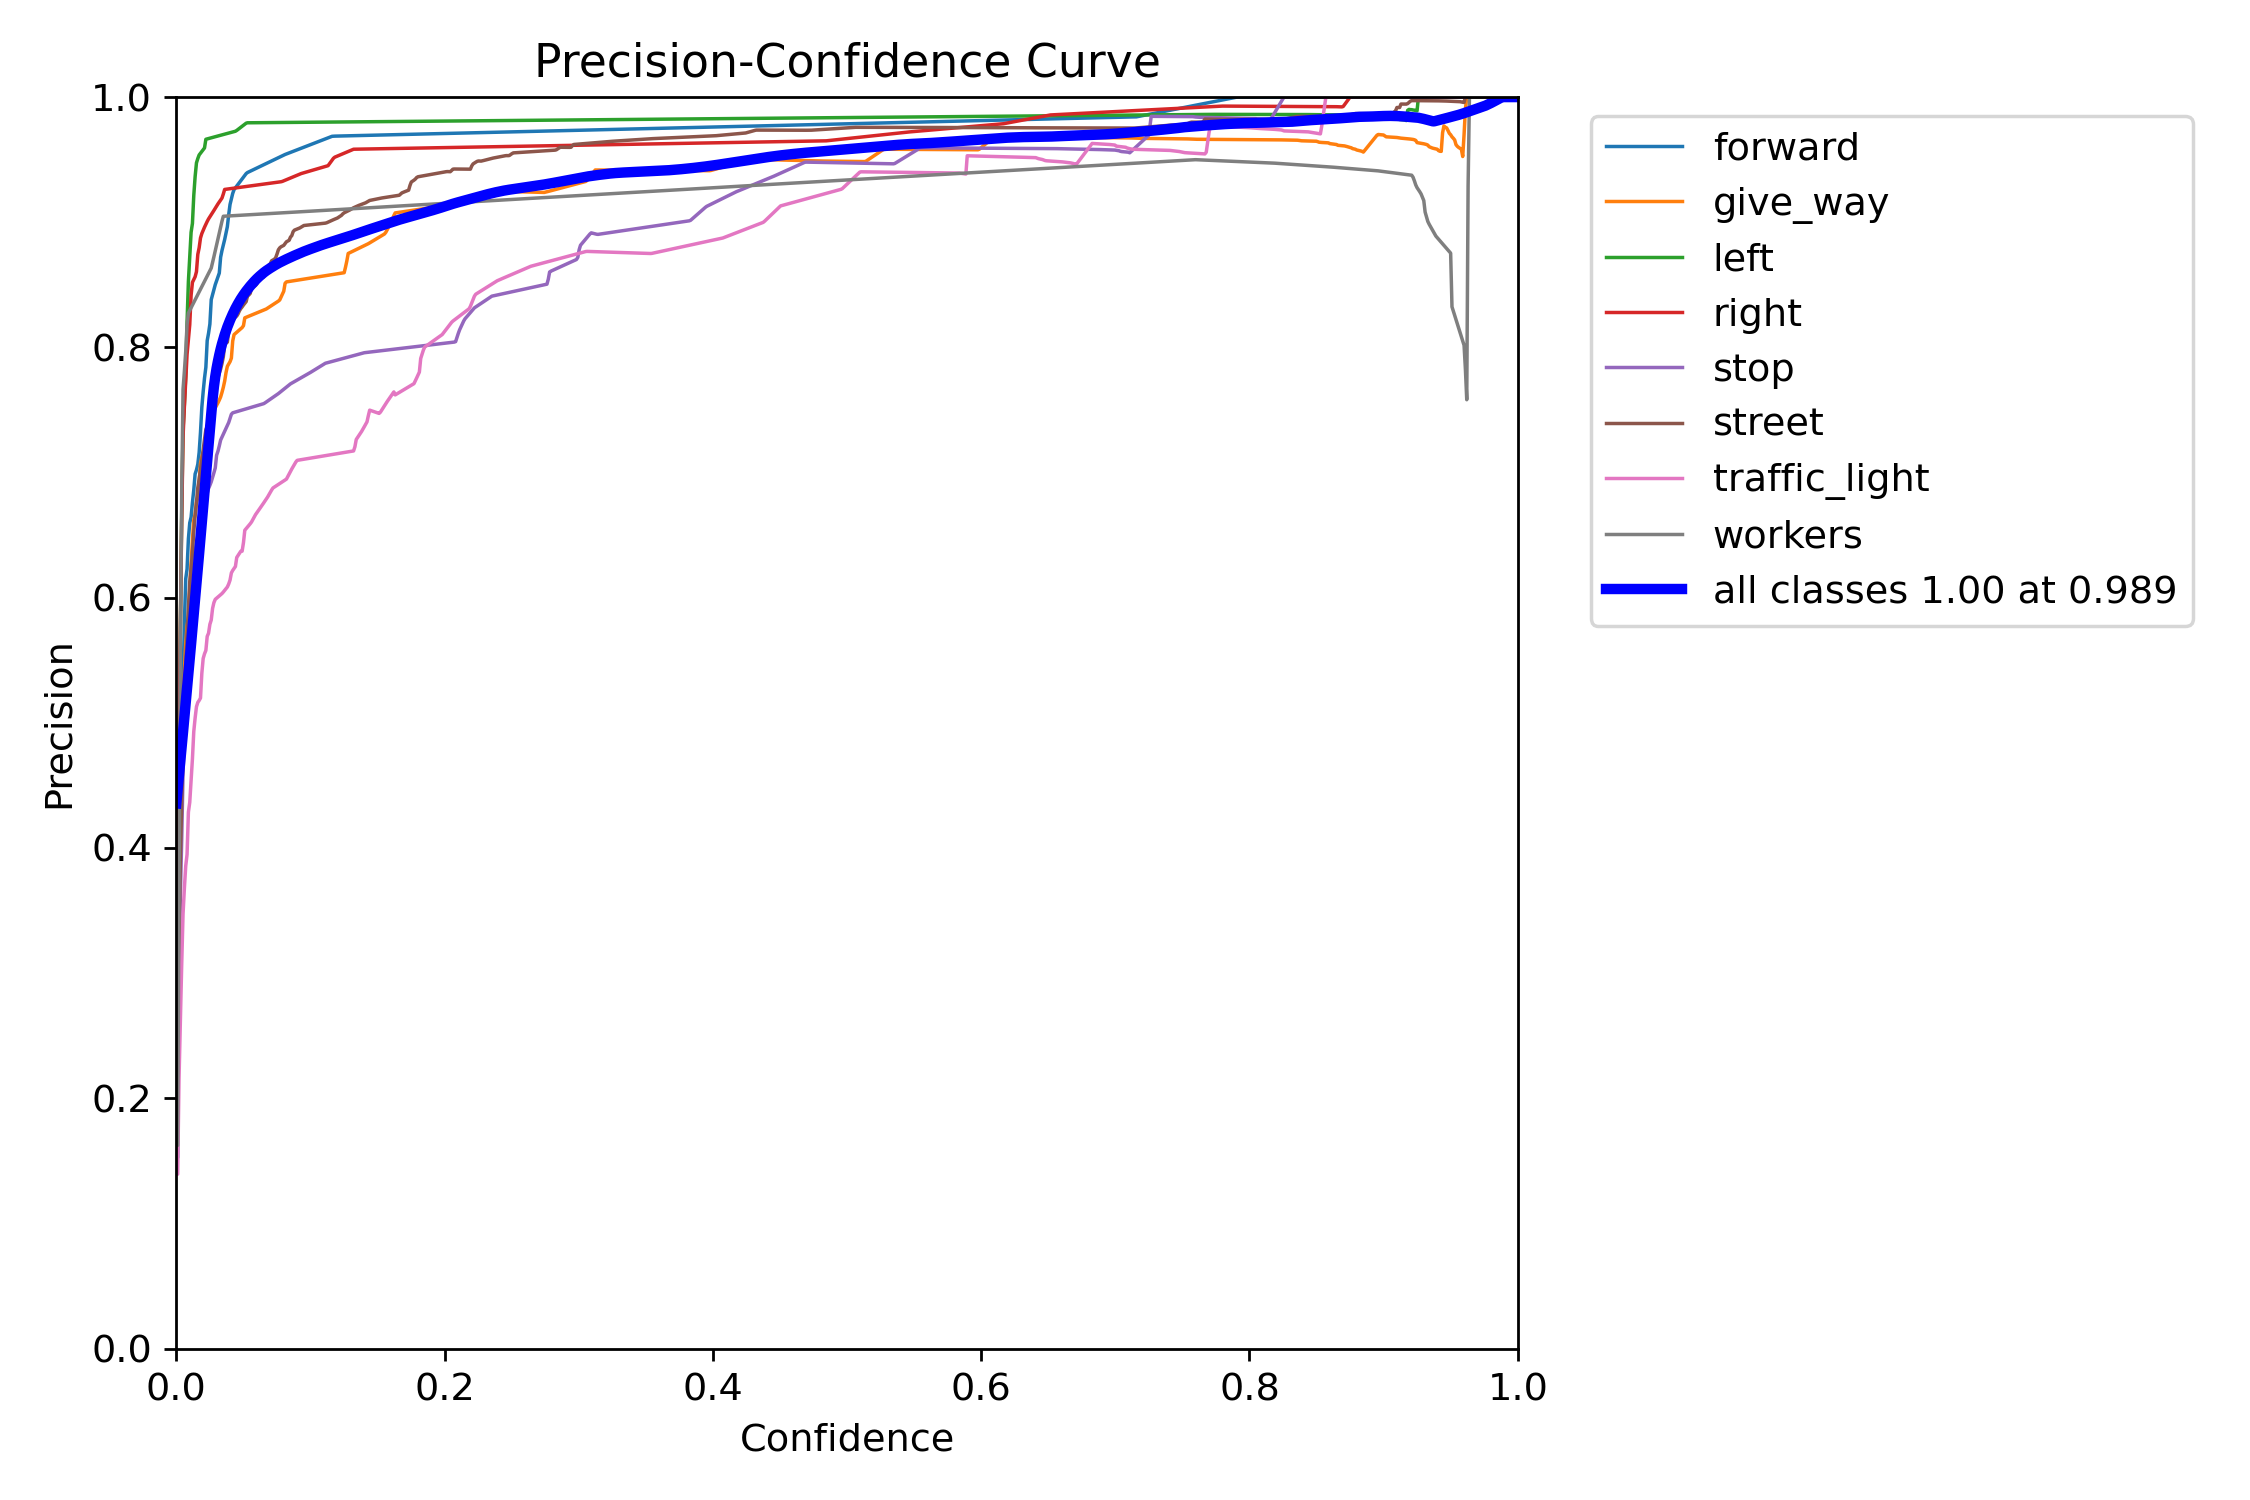 Precision-Confidence Curve
1.0
0.8
0.6
0.4
0.2
0.0
Precision
0.0 0.2 0.4 0.6 0.8 1.0
Confidence
forward
give_way
left
right
stop
street
traffic_light
workers
all classes 1.00 at 0.989